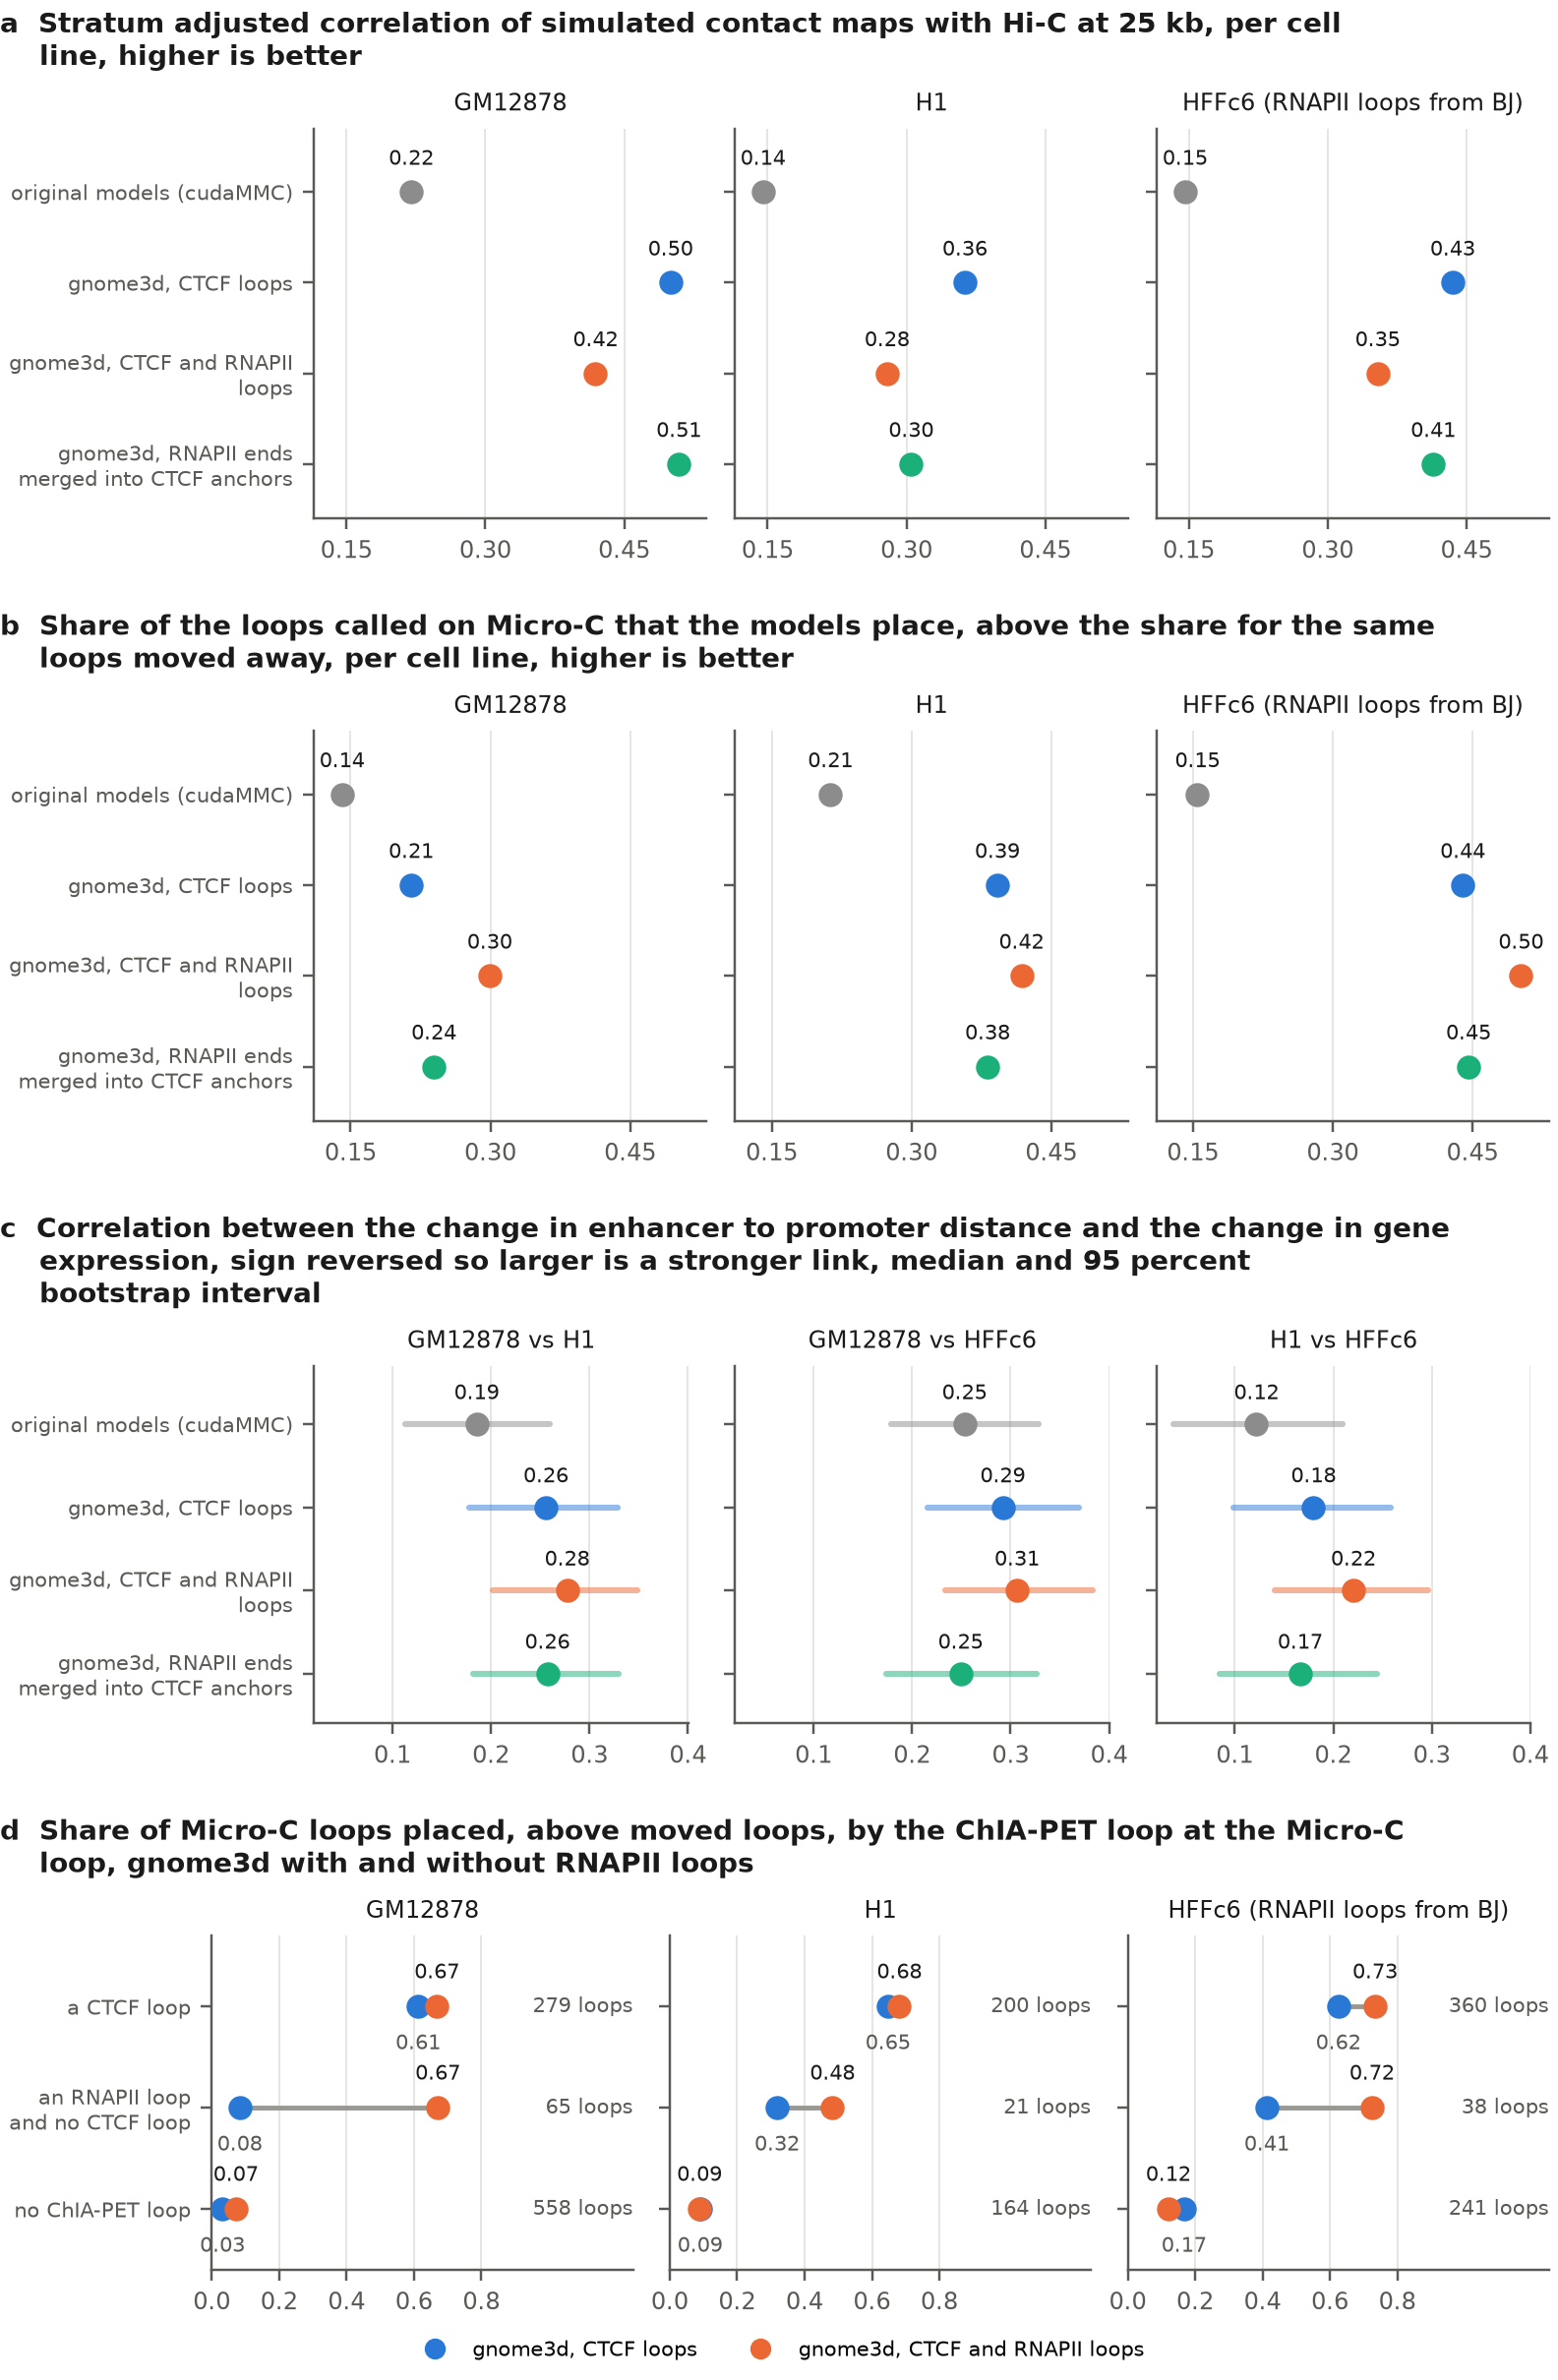 a Stratum adjusted correlation of simulated contact maps with Hi-C at 25 kb, per cell
line, higher is better
GM12878
H1
HFFc6 (RNAPII loops from BJ)
original models (cudaMMC)
0.22
0.14
0.15
gnome3d, CTCF loops
0.50
0.36
0.43
gnome3d, CTCF and RNAPII
loops
0.42
0.28
0.35
gnome3d, RNAPII ends
merged into CTCF anchors
0.51
0.30
0.41
0.15 0.30 0.45
0.15 0.30 0.45
0.15 0.30 0.45
b Share of the loops called on Micro-C that the models place, above the share for the same
loops moved away, per cell line, higher is better
GM12878
H1
HFFc6 (RNAPII loops from BJ)
original models (cudaMMC)
0.14
0.21
0.15
gnome3d, CTCF loops
0.21
0.39
0.44
gnome3d, CTCF and RNAPII
loops
0.30
0.42
0.50
gnome3d, RNAPII ends
merged into CTCF anchors
0.24
0.38
0.45
0.15 0.30 0.45
0.15 0.30 0.45
0.15 0.30 0.45
c Correlation between the change in enhancer to promoter distance and the change in gene
expression, sign reversed so larger is a stronger link, median and 95 percent
bootstrap interval
GM12878 vs H1
GM12878 vs HFFc6
H1 vs HFFc6
original models (cudaMMC)
0.19
0.25
0.12
gnome3d, CTCF loops
0.26
0.29
0.18
gnome3d, CTCF and RNAPII
loops
0.28
0.31
0.22
gnome3d, RNAPII ends
merged into CTCF anchors
0.26
0.25
0.17
0.1 0.2 0.3 0.4
0.1 0.2 0.3 0.4
0.1 0.2 0.3 0.4
d Share of Micro-C loops placed, above moved loops, by the ChIA-PET loop at the Micro-C
loop, gnome3d with and without RNAPII loops
GM12878
H1
HFFc6 (RNAPII loops from BJ)
a CTCF loop
0.67
0.61
279 loops
0.68
0.65
200 loops
0.73
0.62
360 loops
an RNAPII loop
and no CTCF loop
0.67
0.08
65 loops
0.48
0.32
21 loops
0.72
0.41
38 loops
no ChIA-PET loop
0.07
0.03
558 loops
0.09
0.09
164 loops
0.12
0.17
241 loops
0.0 0.2 0.4 0.6 0.8
0.0 0.2 0.4 0.6 0.8
0.0 0.2 0.4 0.6 0.8
gnome3d, CTCF loops
gnome3d, CTCF and RNAPII loops